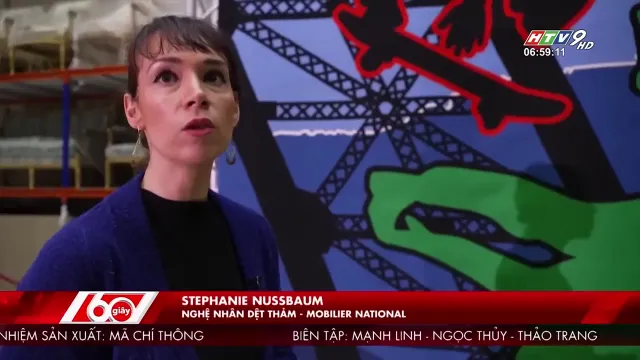 HTV9 HD
06:59:11
STEPHANIE NUSSBAUM
60 giây
NGHỆ NHÂN DỆT THẢM - MOBILIER NATIONAL
NHIỆM SẢN XUẤT: MÃ CHÍ THÔNG BIÊN TẬP: MẠNH LINH - NGỌC THỦY - THẢO TRANG